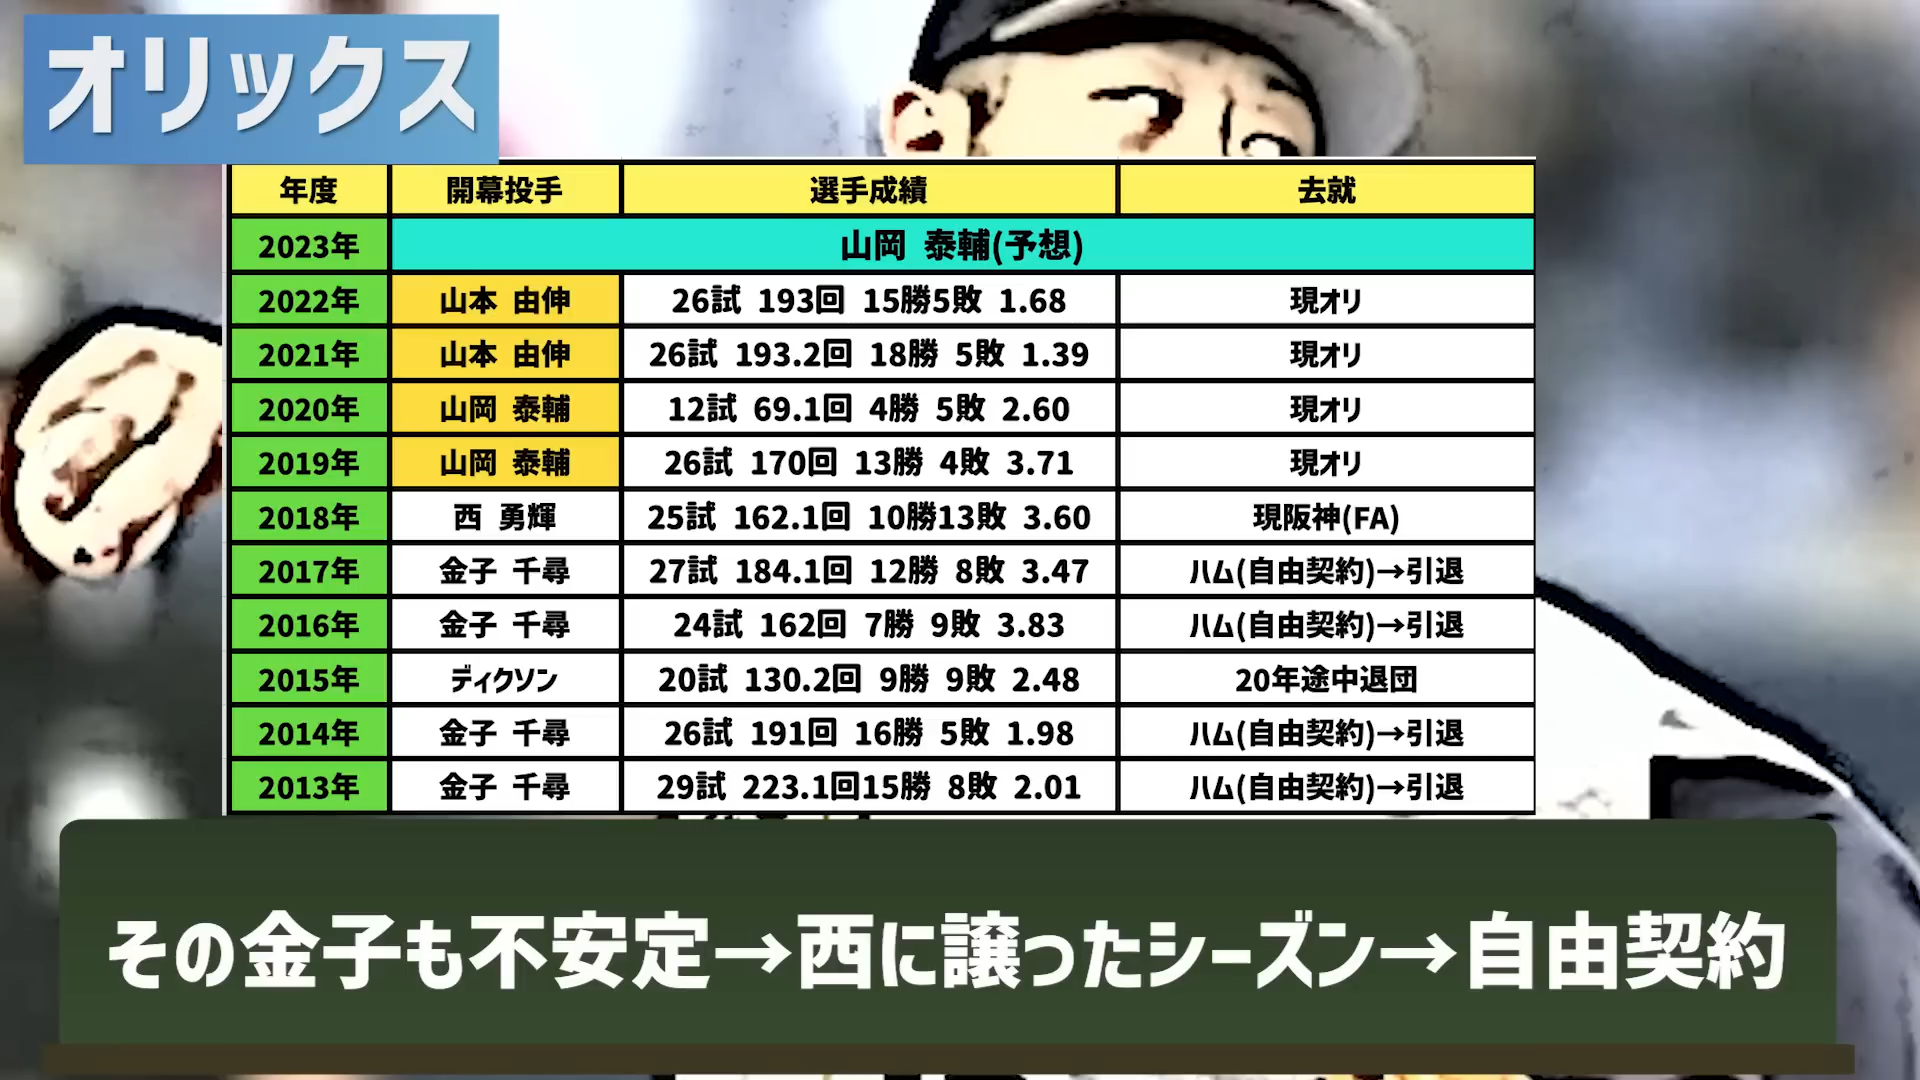 オリックス
年度 開幕投手 選手成績 去就
2023年 山岡 泰輔(予想)
2022年 山本 由伸 26試 193回 15勝5敗 1.68 現オリ
2021年 山本 由伸 26試 193.2回 18勝 5敗 1.39 現オリ
2020年 山岡 泰輔 12試 69.1回 4勝 5敗 2.60 現オリ
2019年 山岡 泰輔 26試 170回 13勝 4敗 3.71 現オリ
2018年 西 勇輝 25試 162.1回 10勝13敗 3.60 現阪神(FA)
2017年 金子 千尋 27試 184.1回 12勝 8敗 3.47 ハム(自由契約)→引退
2016年 金子 千尋 24試 162回 7勝 9敗 3.83 ハム(自由契約)→引退
2015年 ディクソン 20試 130.2回 9勝 9敗 2.48 20年途中退団
2014年 金子 千尋 26試 191回 16勝 5敗 1.98 ハム(自由契約)→引退
2013年 金子 千尋 29試 223.1回15勝 8敗 2.01 ハム(自由契約)→引退
その金子も不安定→西に譲ったシーズン→自由契約